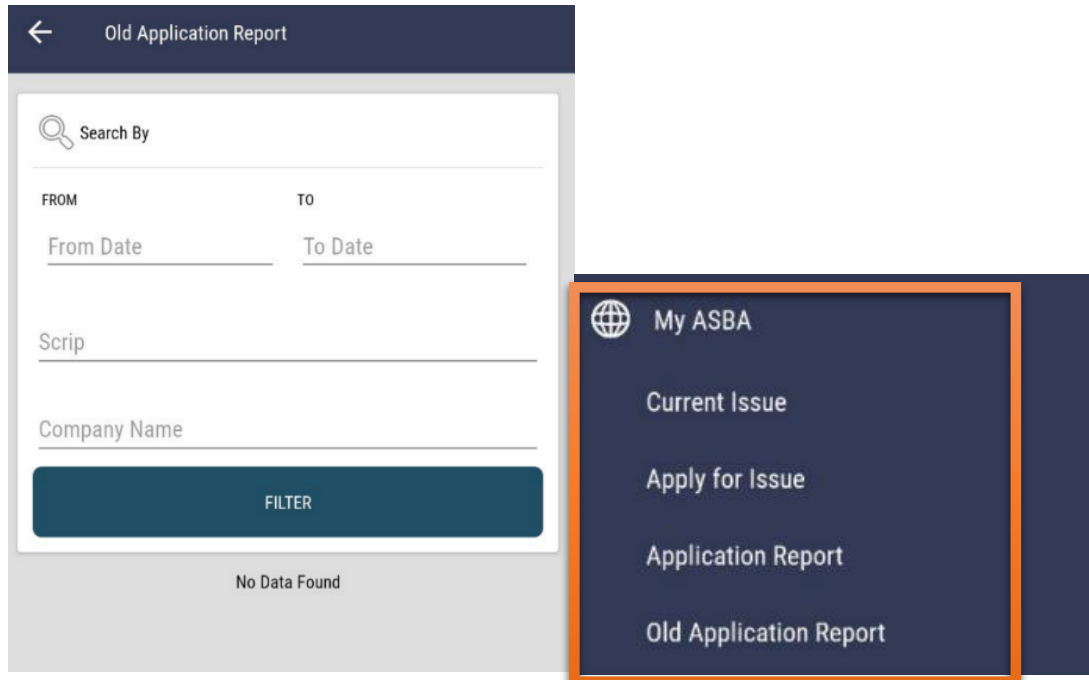 Old Application Report
Search By
FROM TO
From Date To Date
Scrip
Company Name
FILTER
No Data Found
My ASBA
Current Issue
Apply for Issue
Application Report
Old Application Report